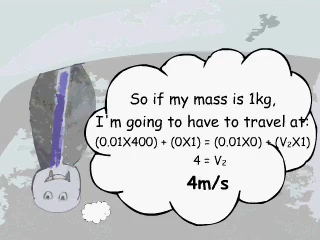 So if my mass is 1kg,
I'm going to have to travel at:
(0.01X400) + (0X1) = (0.01X0) + (V₂X1)
4 = V₂
4m/s